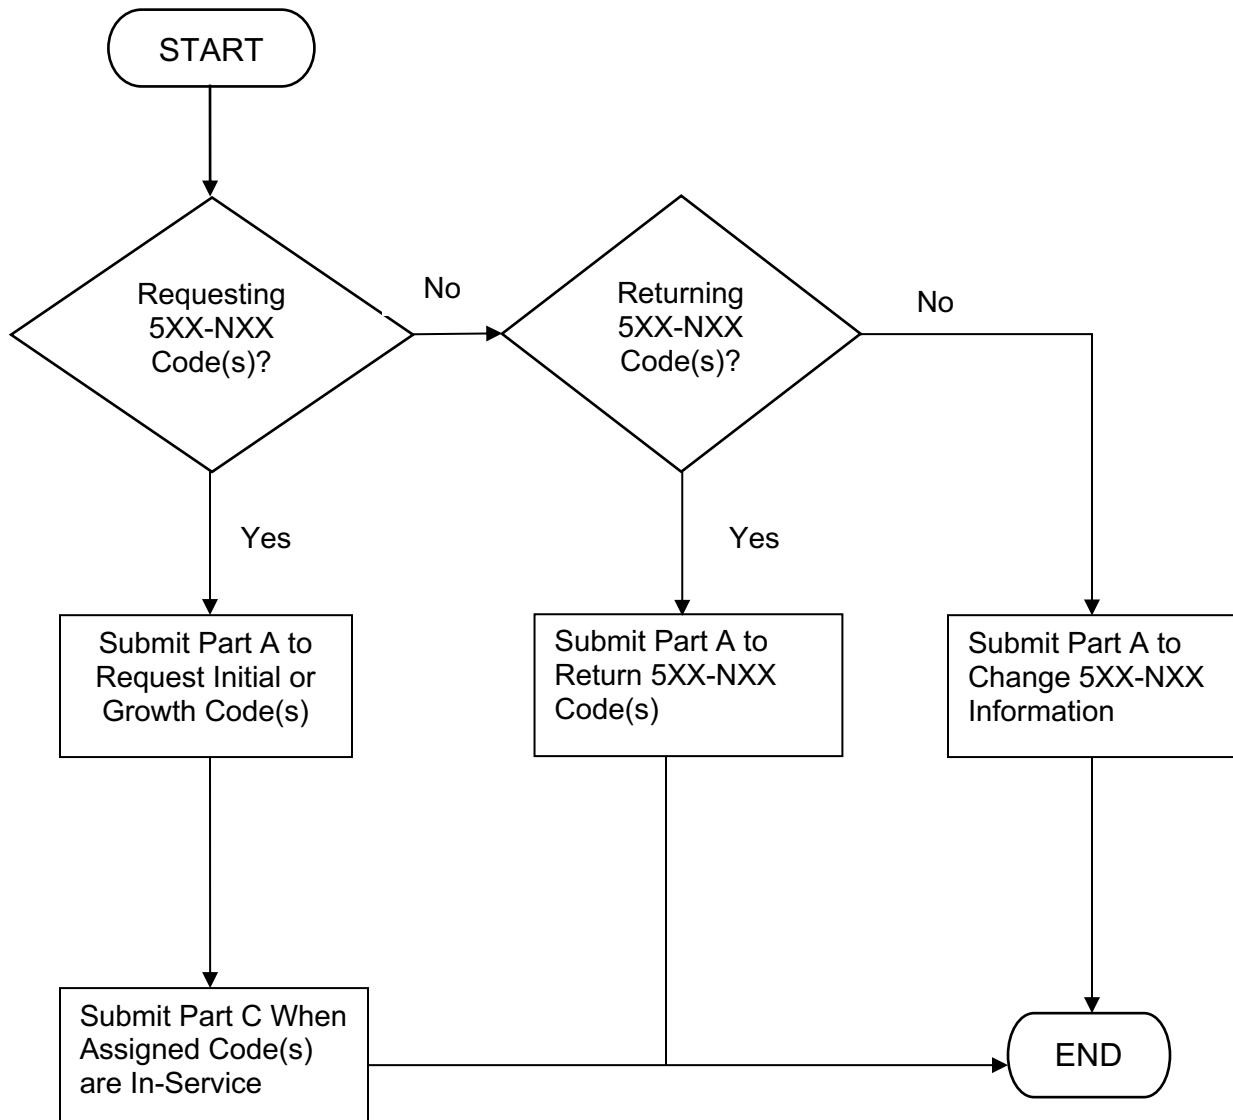 START
Requesting
5XX-NXX
Code(s)?
No
Returning
5XX-NXX
Code(s)?
No
Yes
Yes
Submit Part A to
Request Initial or
Growth Code(s)
Submit Part A to
Return 5XX-NXX
Code(s)
Submit Part A to
Change 5XX-NXX
Information
Submit Part C When
Assigned Code(s)
are In-Service
END